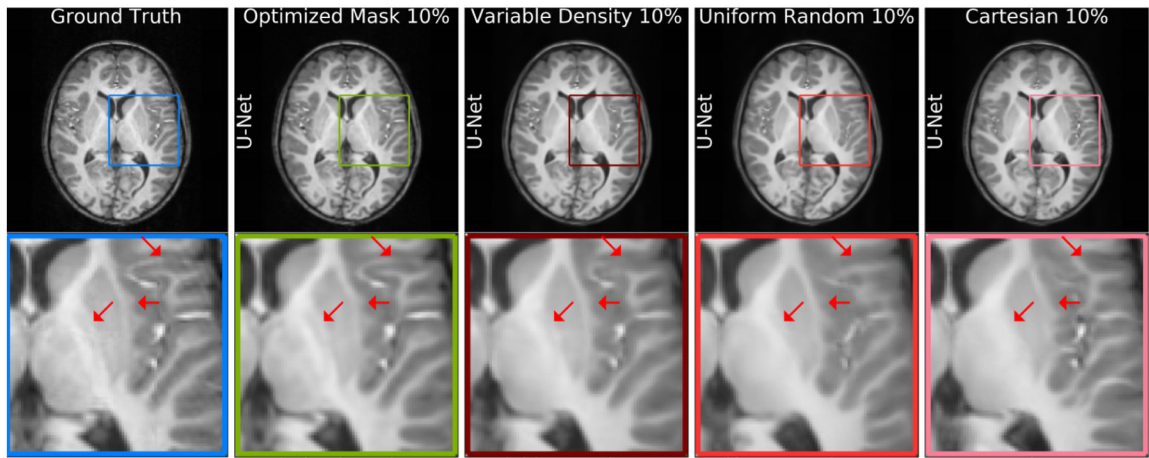 Ground Truth
Optimized Mask 10%
Variable Density 10%
Uniform Random 10%
Cartesian 10%
U-Net
U-Net
U-Net
U-Net